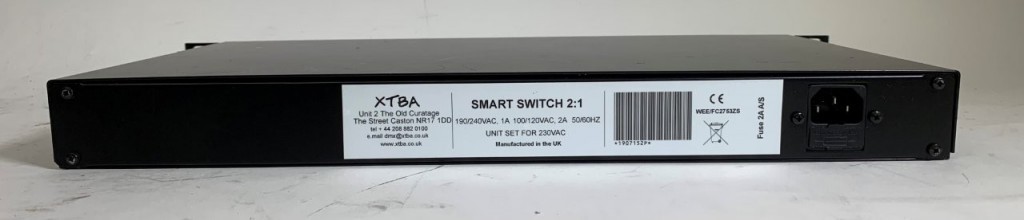 XTBA
Unit 2 The Old Curatage
The Street Caston NR17 1DD
tel + 44 208 882 0100
e.mail dmx@xtba.co.uk
www.xtba.co.uk
SMART SWITCH 2:1
190/240VAC, 1A 100/120VAC, 2A 50/60HZ
UNIT SET FOR 230VAC
Manufactured in the UK
*1907152P*
CE
WEE/FC2753ZS
Fuse 2A A/S